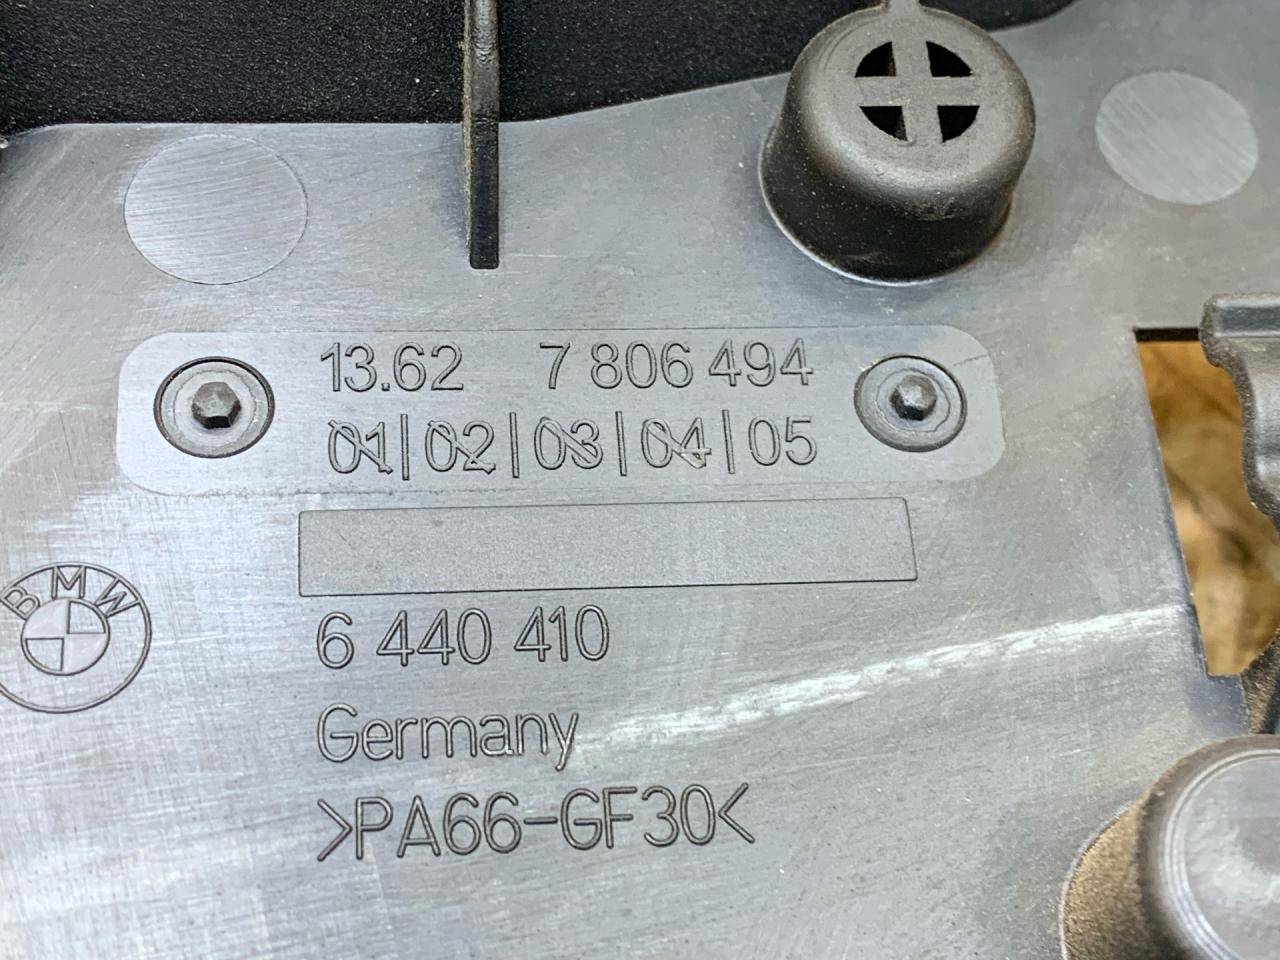 13.62 7 806 494
01|02|03|04|05
BMW
6 440 410
Germany
>PA66-GF30<